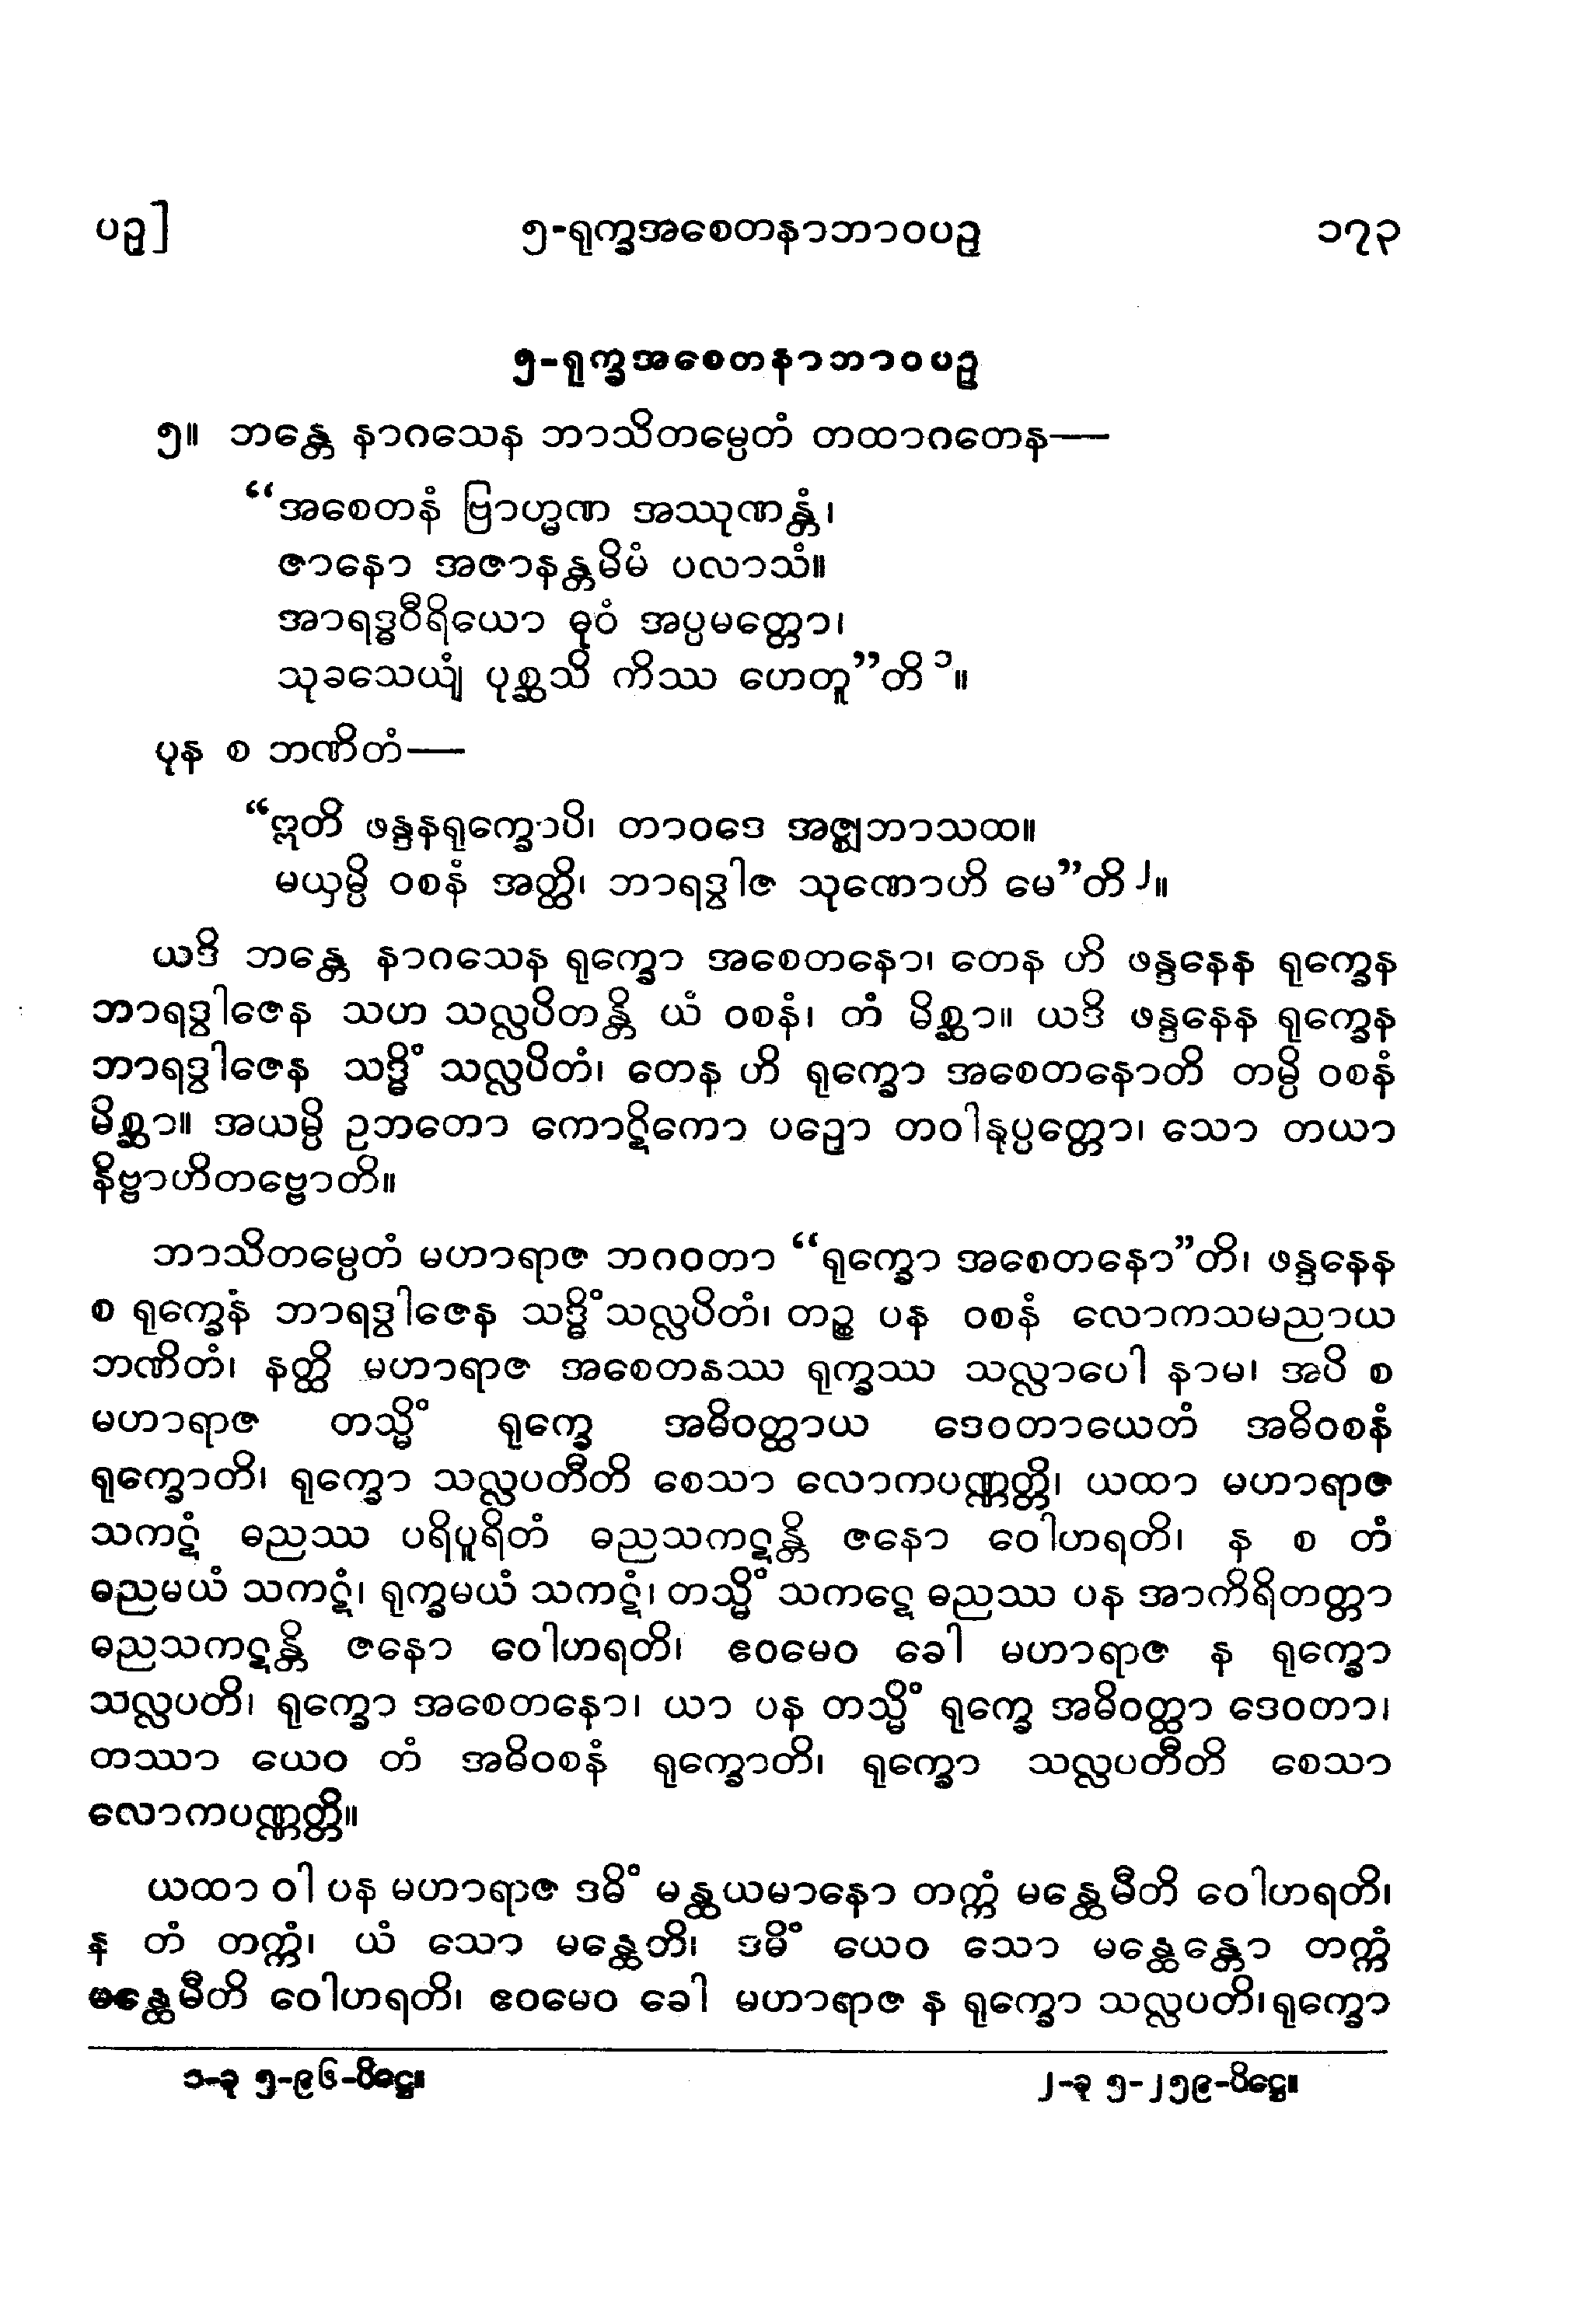 ပဉှ]
၅-ရုက္ခအစေတနာဘာဝပဉှ
၁၇၃
၅-ရုက္ခအစေတနာဘာဝပဉှ
၅။ ဘန္တေ နာဂသေန ဘာသိတမ္ပေတံ တထာဂတေန—
“အစေတနံ ဗြာဟ္မဏ အဿုဏန္တံ၊
ဇာနော အဇာနန္တမိမံ ပလာသံ။
အာရဒ္ဓဝီရိယော ဓုဝံ အပ္ပမတ္တော၊
သုခသေယျံ ပုစ္ဆသိ ကိဿ ဟေတူ”တိ ၁။
ပုန စ ဘဏိတံ—
“ဣတိ ဖန္ဒနရုက္ခောပိ၊ တာဝဒေ အဇ္ဈဘာသထ။
မယှမ္ပိ ဝစနံ အတ္ထိ၊ ဘာရဒွါဇ သုဏောဟိ မေ”တိ ၂။
ယဒိ ဘန္တေ နာဂသေန ရုက္ခော အစေတနော၊ တေန ဟိ ဖန္ဒနေန ရုက္ခေန
ဘာရဒွါဇေန သဟ သလ္လပိတန္တိ ယံ ဝစနံ၊ တံ မိစ္ဆာ။ ယဒိ ဖန္ဒနေန ရုက္ခေန
ဘာရဒွါဇေန သဒ္ဓိံ သလ္လပိတံ၊ တေန ဟိ ရုက္ခော အစေတနောတိ တမ္ပိ ဝစနံ
မိစ္ဆာ။ အယမ္ပိ ဥဘတော ကောဋိကော ပဉှော တဝါနုပ္ပတ္တော၊ သော တယာ
နိဗ္ဗာဟိတဗ္ဗောတိ။
ဘာသိတမ္ပေတံ မဟာရာဇ ဘဂဝတာ “ရုက္ခော အစေတနော”တိ၊ ဖန္ဒနေန
စ ရုက္ခေန ဘာရဒွါဇေန သဒ္ဓိံသလ္လပိတံ၊ တဉ္စ ပန ဝစနံ လောကသမညာယ
ဘဏိတံ၊ နတ္ထိ မဟာရာဇ အစေတနဿ ရုက္ခဿ သလ္လာပေါ နာမ၊ အပိ စ
မဟာရာဇ တသ္မိံ ရုက္ခေ အဓိဝတ္ထာယ ဒေဝတာယေတံ အဓိဝစနံ
ရုက္ခောတိ၊ ရုက္ခော သလ္လပတီတိ စေသာ လောကပဏ္ဏတ္တိ၊ ယထာ မဟာရာဇ
သကဋံ ဓညဿ ပရိပူရိတံ ဓညသကဋန္တိ ဇနော ဝေါဟရတိ၊ န စ တံ
ဓညမယံ သကဋံ၊ ရုက္ခမယံ သကဋံ၊ တသ္မိံ သကဋေ ဓညဿ ပန အာကိရိတတ္တာ
ဓညသကဋန္တိ ဇနော ဝေါဟရတိ၊ ဧဝမေဝ ခေါ မဟာရာဇ န ရုက္ခော
သလ္လပတိ၊ ရုက္ခော အစေတနော၊ ယာ ပန တသ္မိံ ရုက္ခေ အဓိဝတ္ထာ ဒေဝတာ၊
တဿာ ယေဝ တံ အဓိဝစနံ ရုက္ခောတိ၊ ရုက္ခော သလ္လပတီတိ စေသာ
လောကပဏ္ဏတ္တိ။
ယထာ ဝါ ပန မဟာရာဇ ဒဓိံ မန္ထယမာနော တက္ကံ မန္ထေမီတိ ဝေါဟရတိ၊
န တံ တက္ကံ၊ ယံ သော မန္ထေတိ၊ ဒဓိံ ယေဝ သော မန္ထေန္တော တက္ကံ
မန္ထေမီတိ ဝေါဟရတိ၊ ဧဝမေဝ ခေါ မဟာရာဇ န ရုက္ခော သလ္လပတိ၊ရုက္ခော
၁-ခု ၅-၉၆-ပိဋ္ဌေ။
၂-ခု ၅-၂၅၉-ပိဋ္ဌေ။